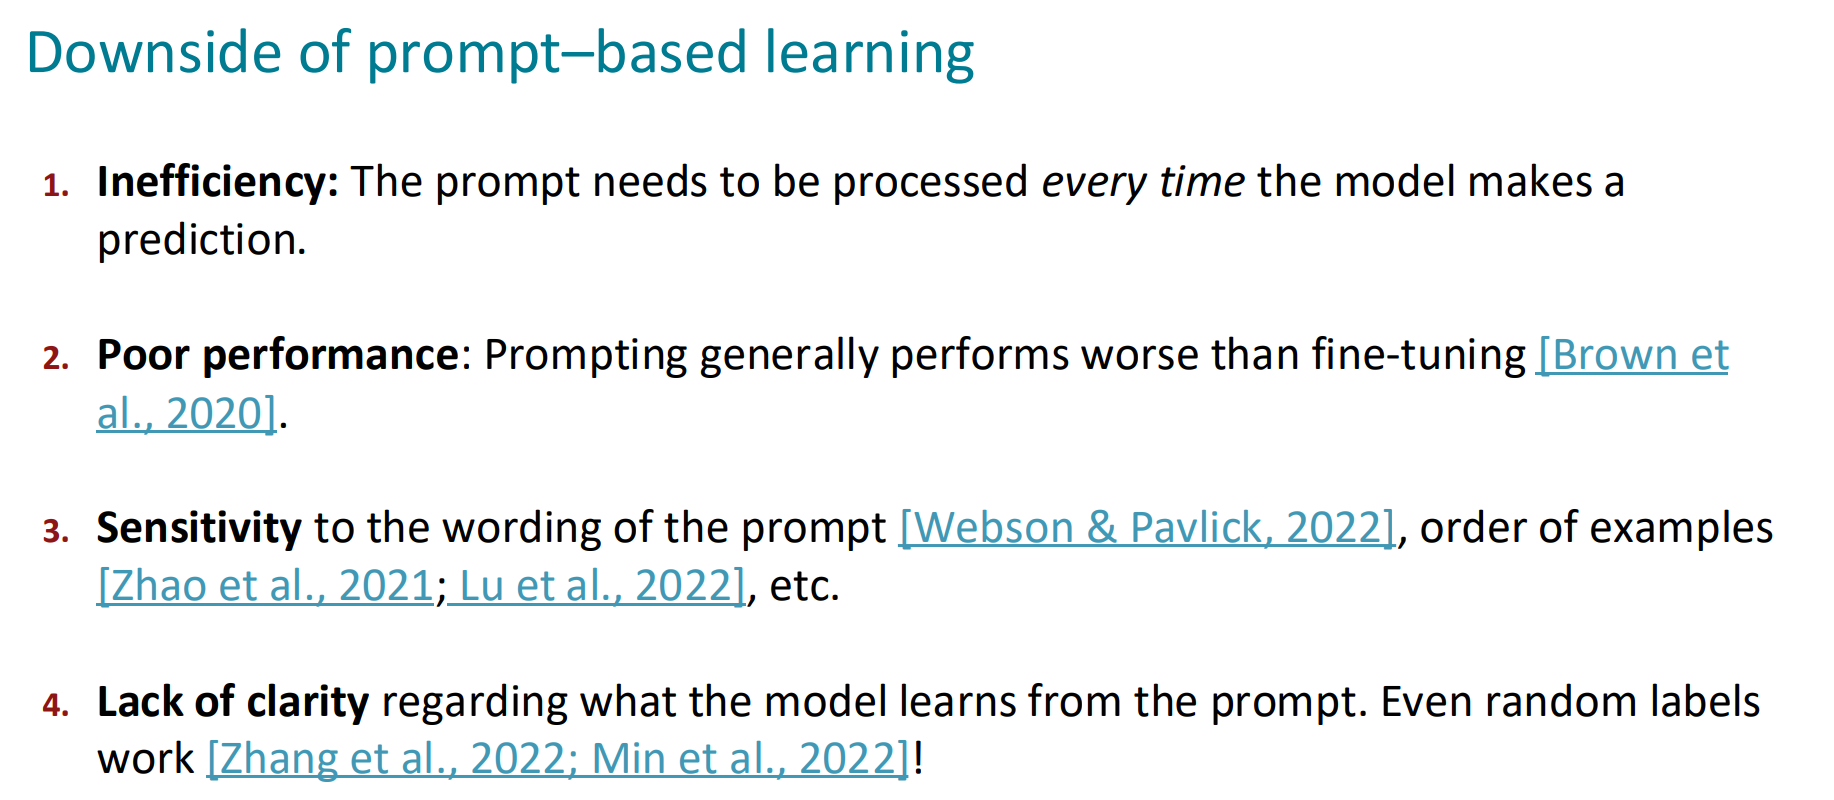 Downside of prompt–based learning
1. Inefficiency: The prompt needs to be processed every time the model makes a
prediction.
2. Poor performance: Prompting generally performs worse than fine-tuning [Brown et
al., 2020].
3. Sensitivity to the wording of the prompt [Webson & Pavlick, 2022], order of examples
[Zhao et al., 2021; Lu et al., 2022], etc.
4. Lack of clarity regarding what the model learns from the prompt. Even random labels
work [Zhang et al., 2022; Min et al., 2022]!